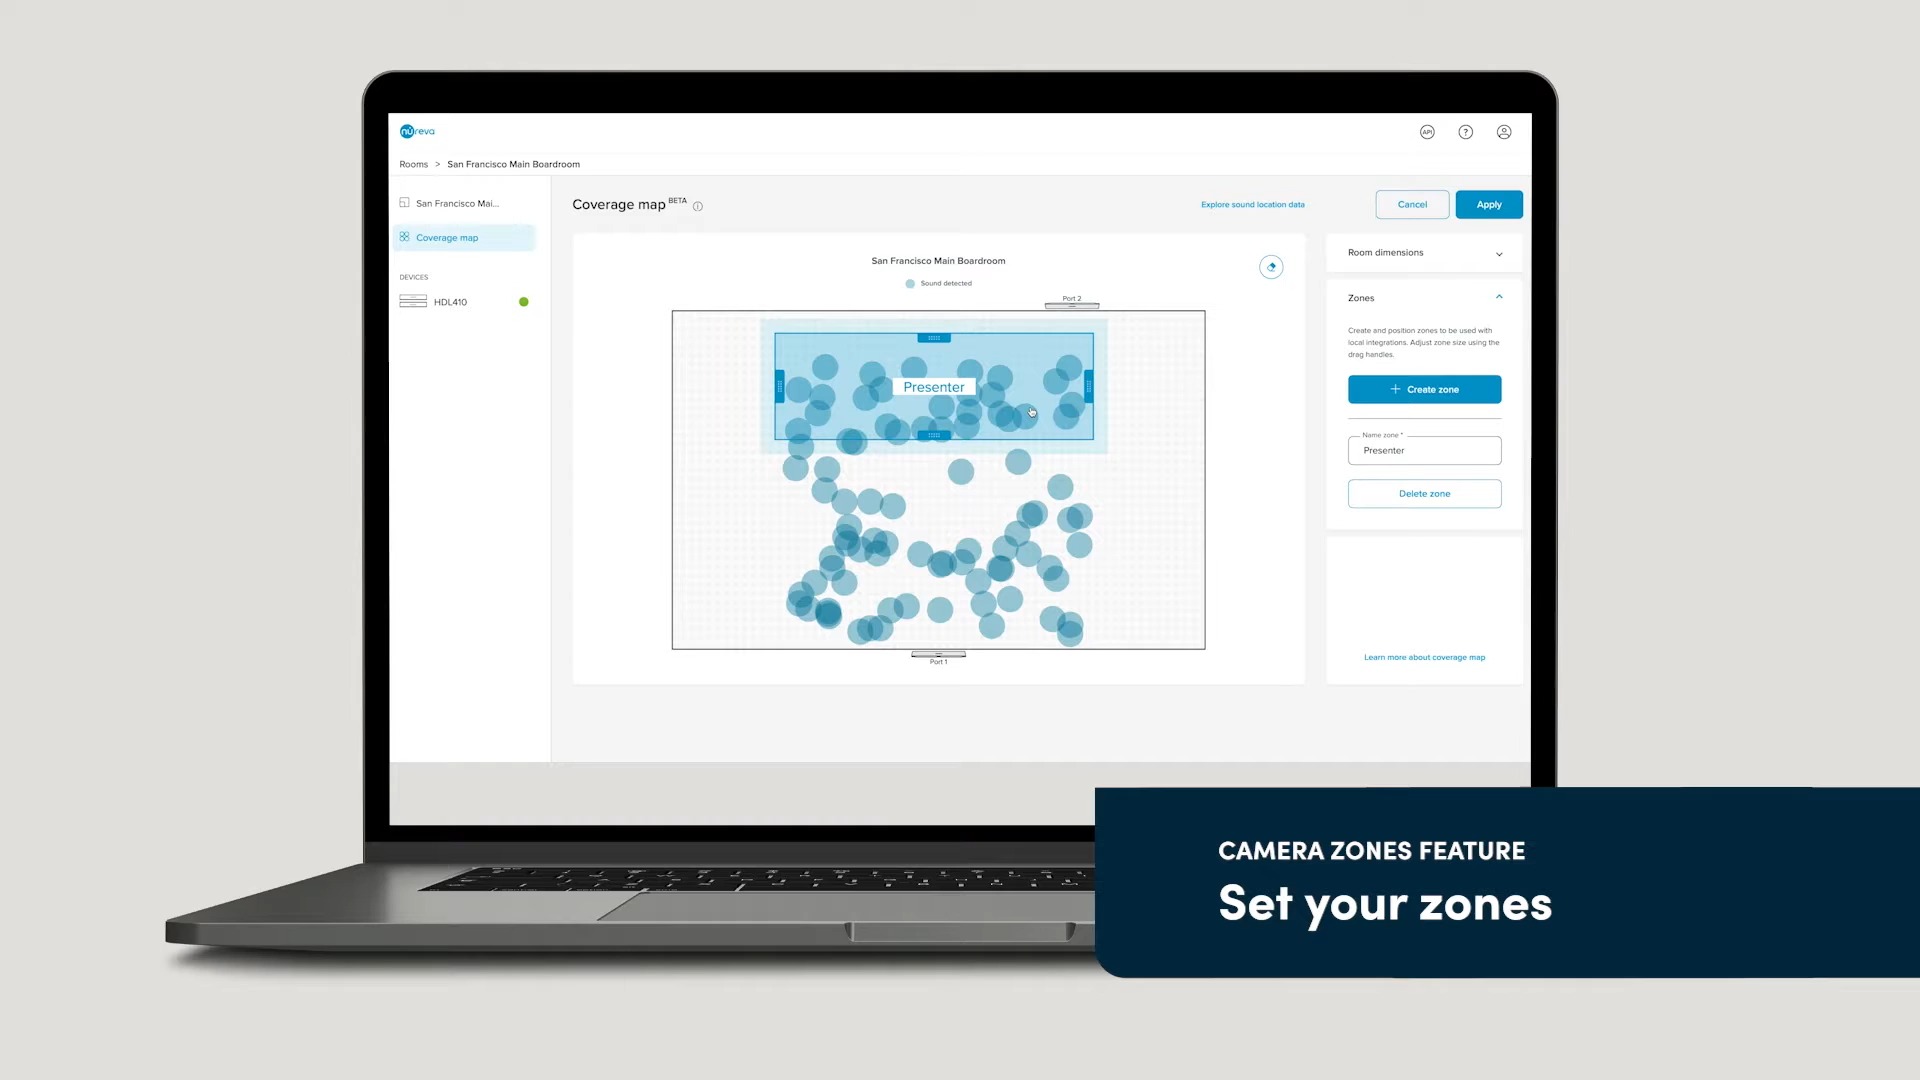 nureva
API
?
Rooms > San Francisco Main Boardroom
San Francisco Mai...
Coverage map
DEVICES
HDL410
Coverage map BETA
Explore sound location data
Cancel
Apply
San Francisco Main Boardroom
Sound detected
Port 2
Presenter
Port 1
Room dimensions
Zones
Create and position zones to be used with
local integrations. Adjust zone size using the
drag handles.
+ Create zone
Name zone *
Presenter
Delete zone
Learn more about coverage map
CAMERA ZONES FEATURE
Set your zones